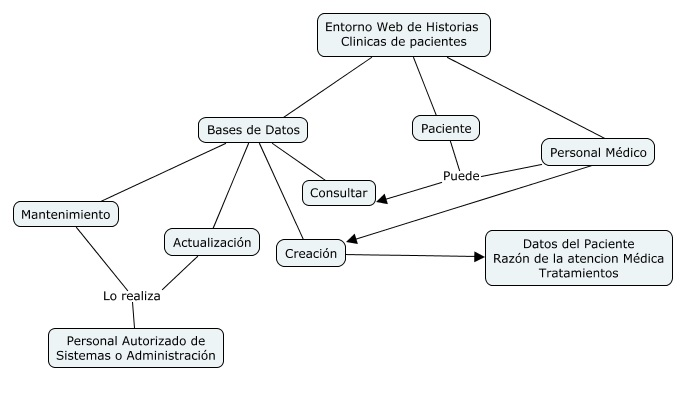 Entorno Web de Historias
Clinicas de pacientes
Bases de Datos
Paciente
Personal Médico
Puede
Consultar
Mantenimiento
Actualización
Creación
Datos del Paciente
Razón de la atencion Médica
Tratamientos
Lo realiza
Personal Autorizado de
Sistemas o Administración